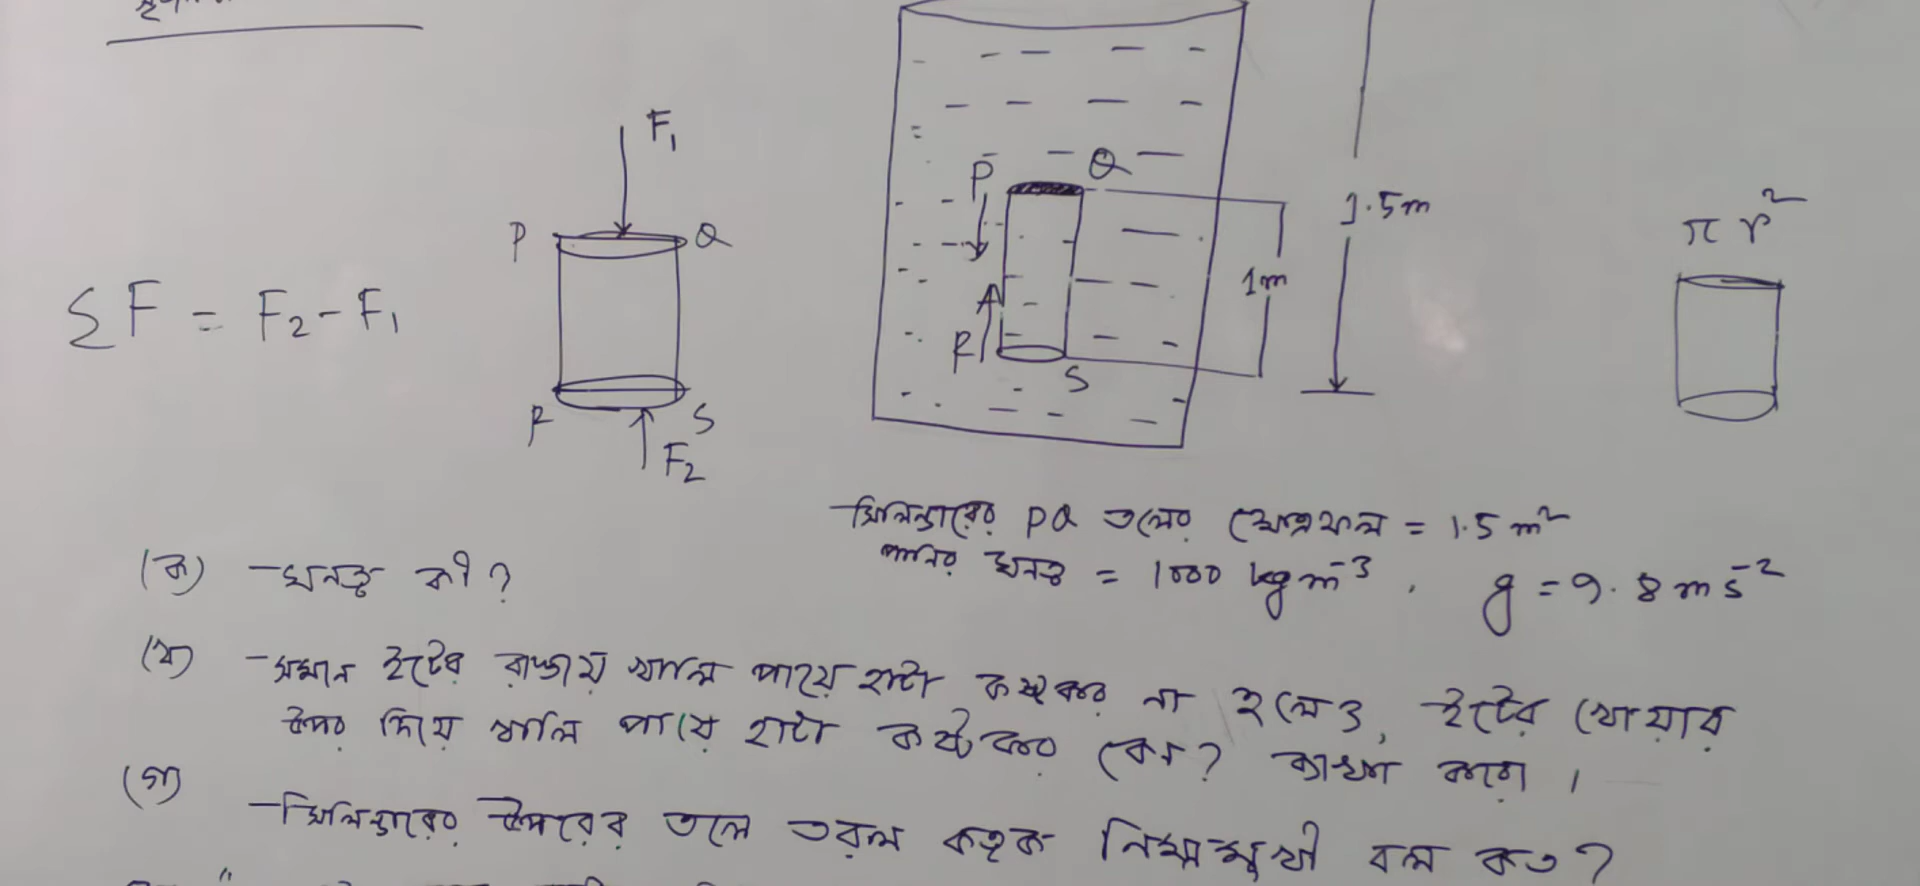 F₁
P Q
ΣF = F₂-F₁
R S
F₂
P Q
A
R
S
1m
1.5m
πr²
সিলিন্ডারের PQ তলের ক্ষেত্রফল = 1.5 m²
পানির ঘনত্ব = 1000 kgm⁻³, g = 9.8 ms⁻²
(ক) ঘনত্ব কী?
(খ) সমান ইটের রাস্তায় খালি পায়ে হাটা কষ্টকর না হলেও, ইটের খোয়ার
উপর দিয়ে খালি পায়ে হাটা কষ্টকর কেন? ব্যাখ্যা করো।
(গ) সিলিন্ডারের উপরের তলে তরল কর্তৃক নিম্নমুখী বল কত?